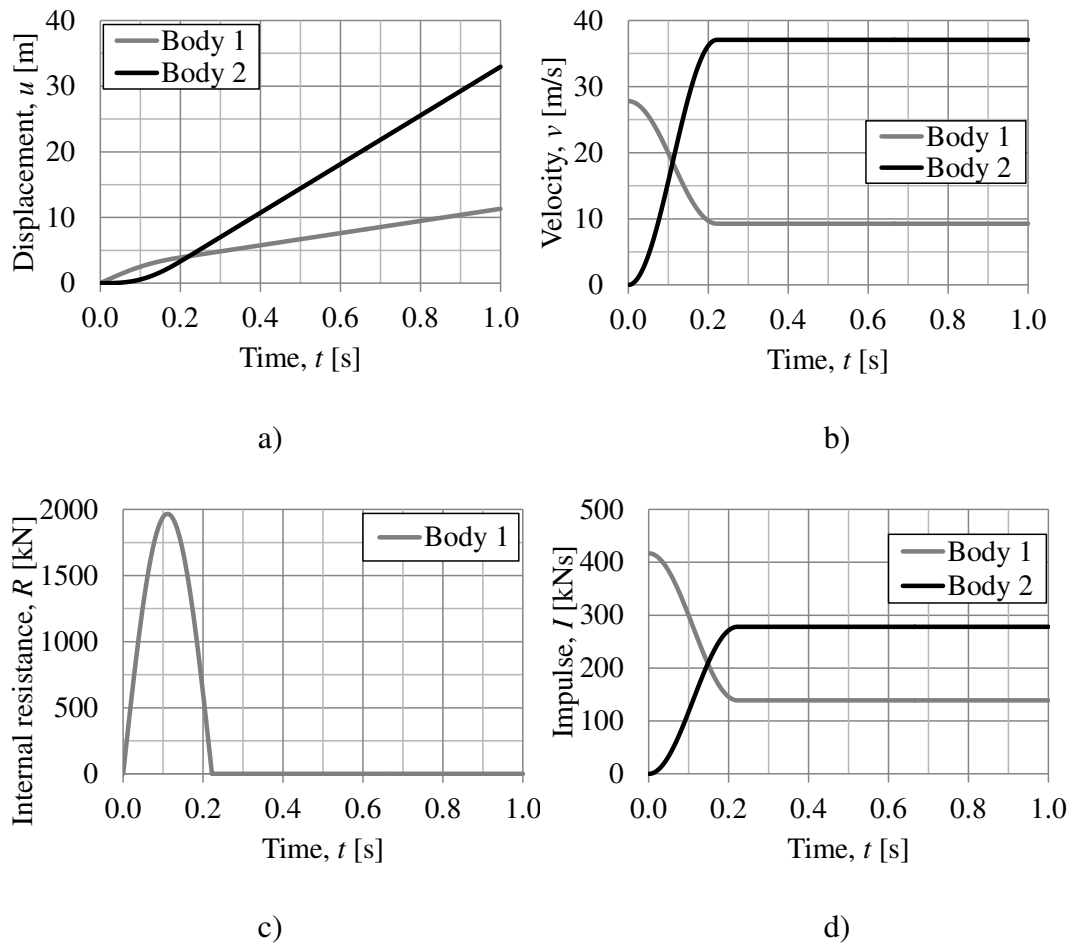 Displacement, u [m]
40
30
20
10
0
Body 1
Body 2
0.0 0.2 0.4 0.6 0.8 1.0
Time, t [s]
a)
Velocity, v [m/s]
40
30
20
10
0
Body 1
Body 2
0.0 0.2 0.4 0.6 0.8 1.0
Time, t [s]
b)
Internal resistance, R [kN]
2000
1500
1000
500
0
Body 1
0.0 0.2 0.4 0.6 0.8 1.0
Time, t [s]
c)
Impulse, I [kNs]
500
400
300
200
100
0
Body 1
Body 2
0.0 0.2 0.4 0.6 0.8 1.0
Time, t [s]
d)